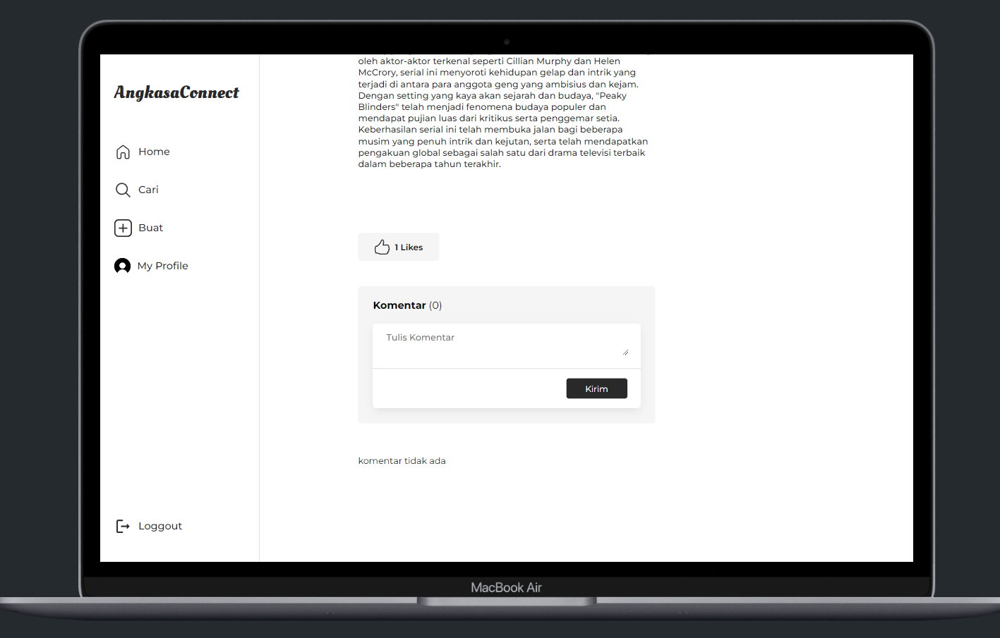 AngkasaConnect
Home
Cari
Buat
My Profile
Loggout
oleh aktor-aktor terkenal seperti Cillian Murphy dan Helen
McCrory, serial ini menyoroti kehidupan gelap dan intrik yang
terjadi di antara para anggota geng yang ambisius dan kejam.
Dengan setting yang kaya akan sejarah dan budaya, "Peaky
Blinders" telah menjadi fenomena budaya populer dan
mendapat pujian luas dari kritikus serta penggemar setia.
Keberhasilan serial ini telah membuka jalan bagi beberapa
musim yang penuh intrik dan kejutan, serta telah mendapatkan
pengakuan global sebagai salah satu dari drama televisi terbaik
dalam beberapa tahun terakhir.
1 Likes
Komentar (0)
Tulis Komentar
Kirim
komentar tidak ada
MacBook Air